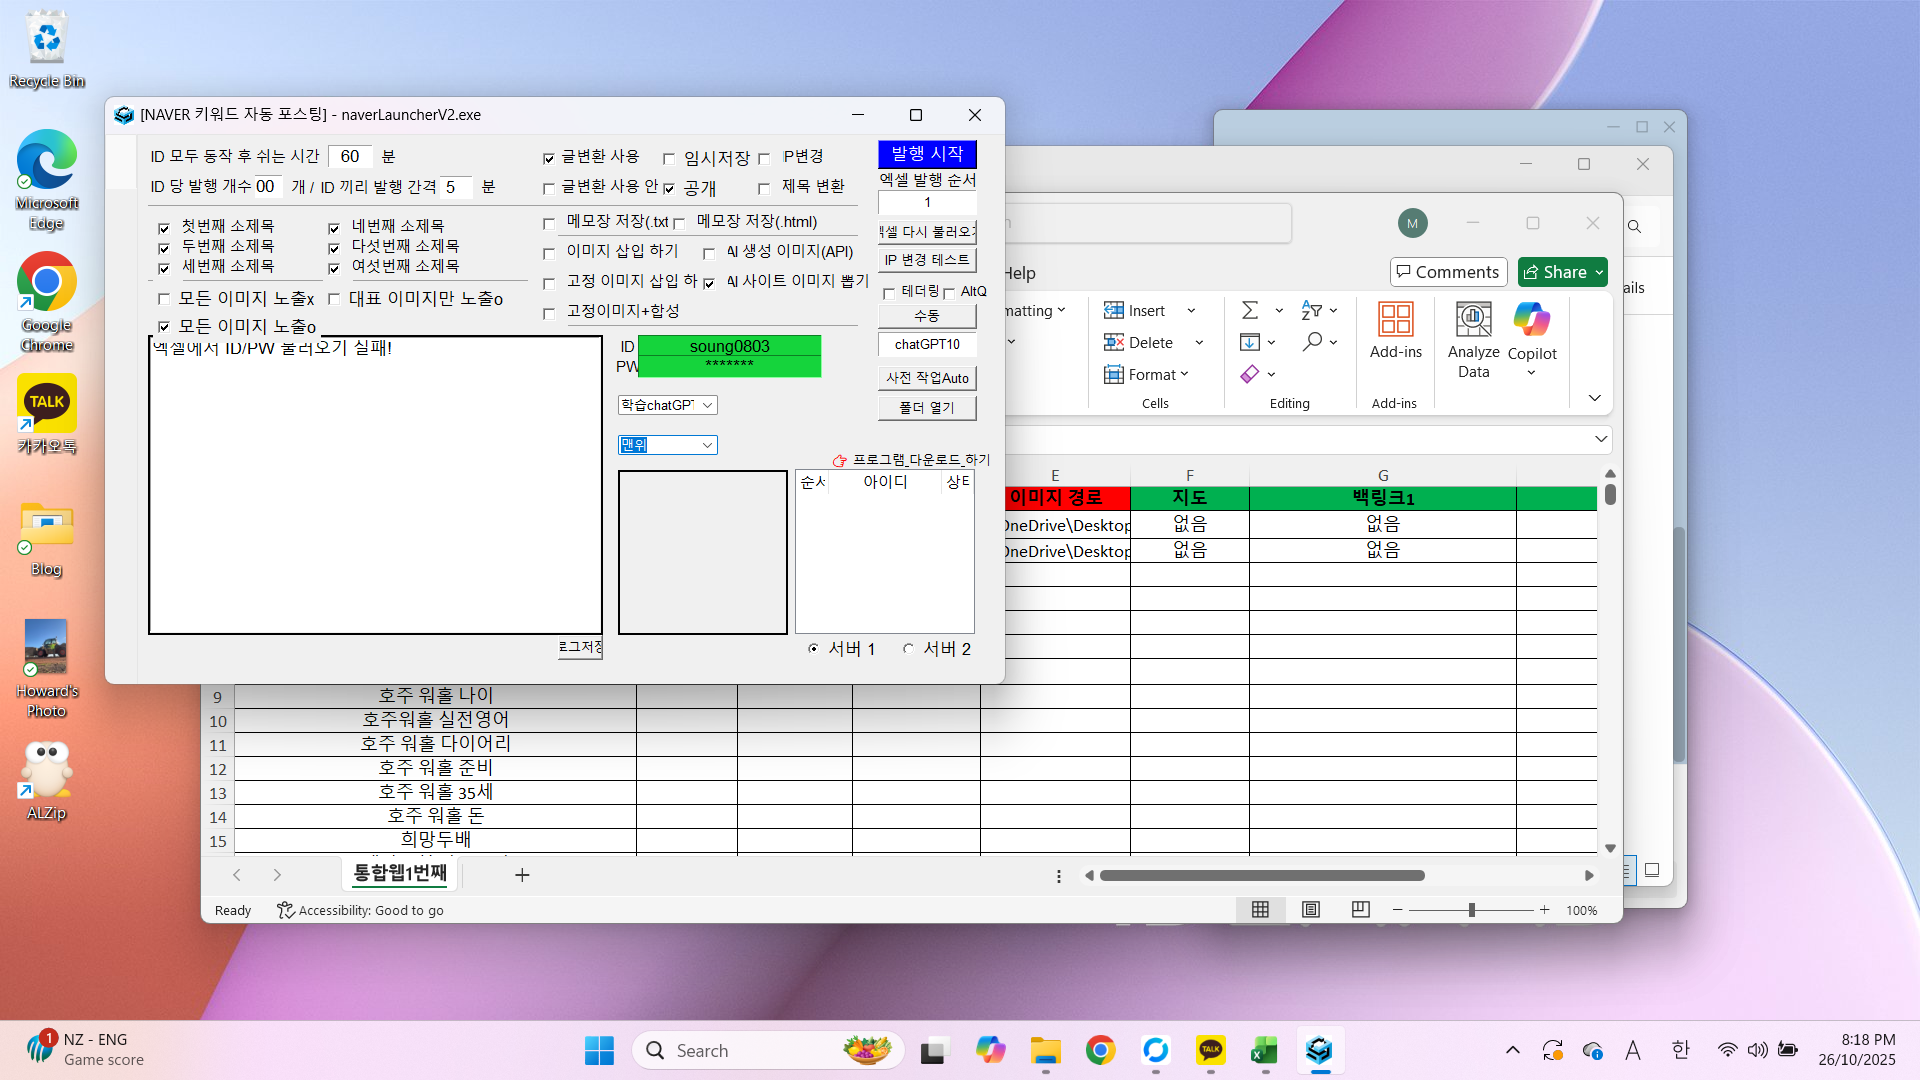 Recycle Bin
Microsoft
Edge
Google
Chrome
TALK
카카오톡
Blog
Howard's
Photo
ALZip
[NAVER 키워드 자동 포스팅] - naverLauncherV2.exe
ID 모두 동작 후 쉬는 시간 60 분
ID 당 발행 개수 00 개 / ID 끼리 발행 간격 5 분
글변환 사용 임시저장 IP변경
글변환 사용 안 공개 제목 변환
발행 시작
엑셀 발행 순서
1
엑셀 다시 불러오기
IP 변경 테스트
테더링 AltQ
수동
chatGPT10
사전 작업Auto
폴더 열기
첫번째 소제목 네번째 소제목
두번째 소제목 다섯번째 소제목
세번째 소제목 여섯번째 소제목
모든 이미지 노출x 대표 이미지만 노출o
모든 이미지 노출o
메모장 저장(.txt 메모장 저장(.html)
이미지 삽입 하기 AI 생성 이미지(API)
고정 이미지 삽입 하 AI 사이트 이미지 뽑기
고정이미지+합성
엑셀에서 ID/PW 불러오기 실패!
ID soung0803
PW *******
학습chatGPT
맨위
프로그램_다운로드_하기
순서 아이디 상태
로그저장
서버 1 서버 2
M
Help
Comments
Share
ails
matting
Insert
Delete
Format
Cells
Editing
Add-ins
Add-ins
Analyze
Data
Copilot
E F G
이미지 경로 지도 백링크1
OneDrive\Desktop 없음 없음
OneDrive\Desktop 없음 없음
9 호주 워홀 나이
10 호주워홀 실전영어
11 호주 워홀 다이어리
12 호주 워홀 준비
13 호주 워홀 35세
14 호주 워홀 돈
15 희망두배
통합웹1번째
Ready
Accessibility: Good to go
100%
1
NZ - ENG
Game score
Search
TALK
A
한
8:18 PM
26/10/2025